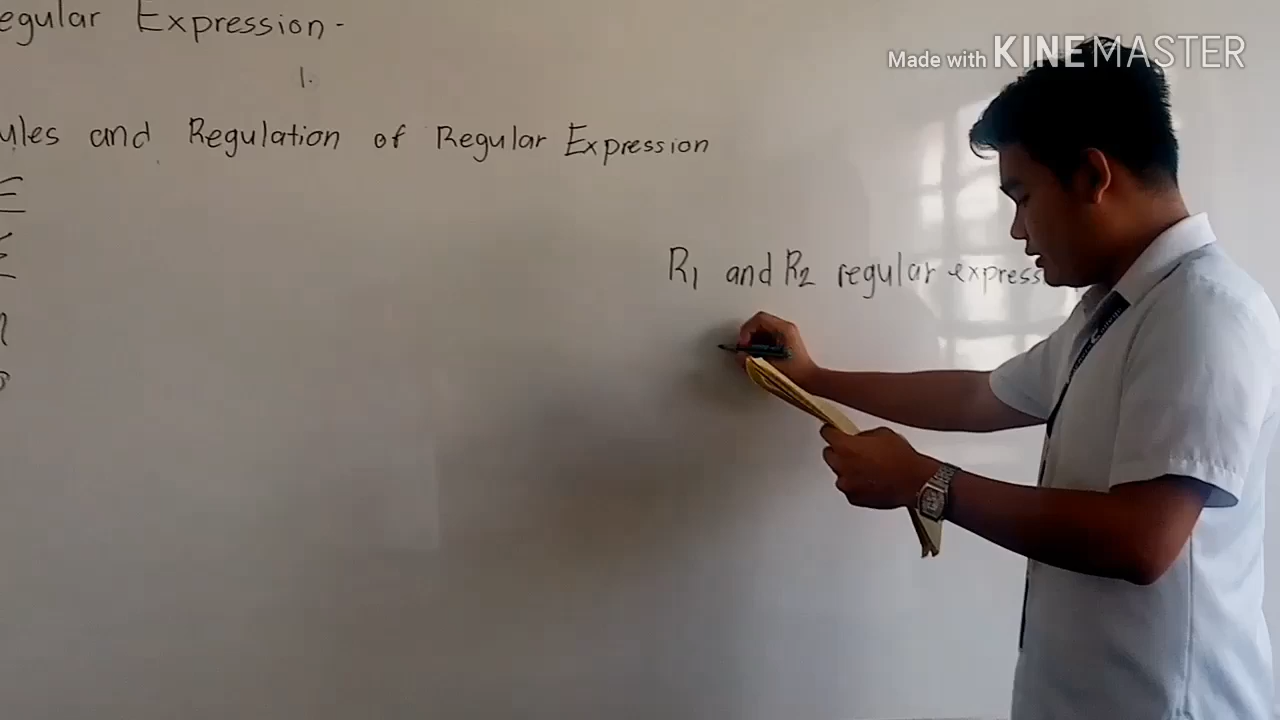 egular Expression -
1.
ules and Regulation of Regular Expression
R1 and R2 regular express
Made with KINEMASTER